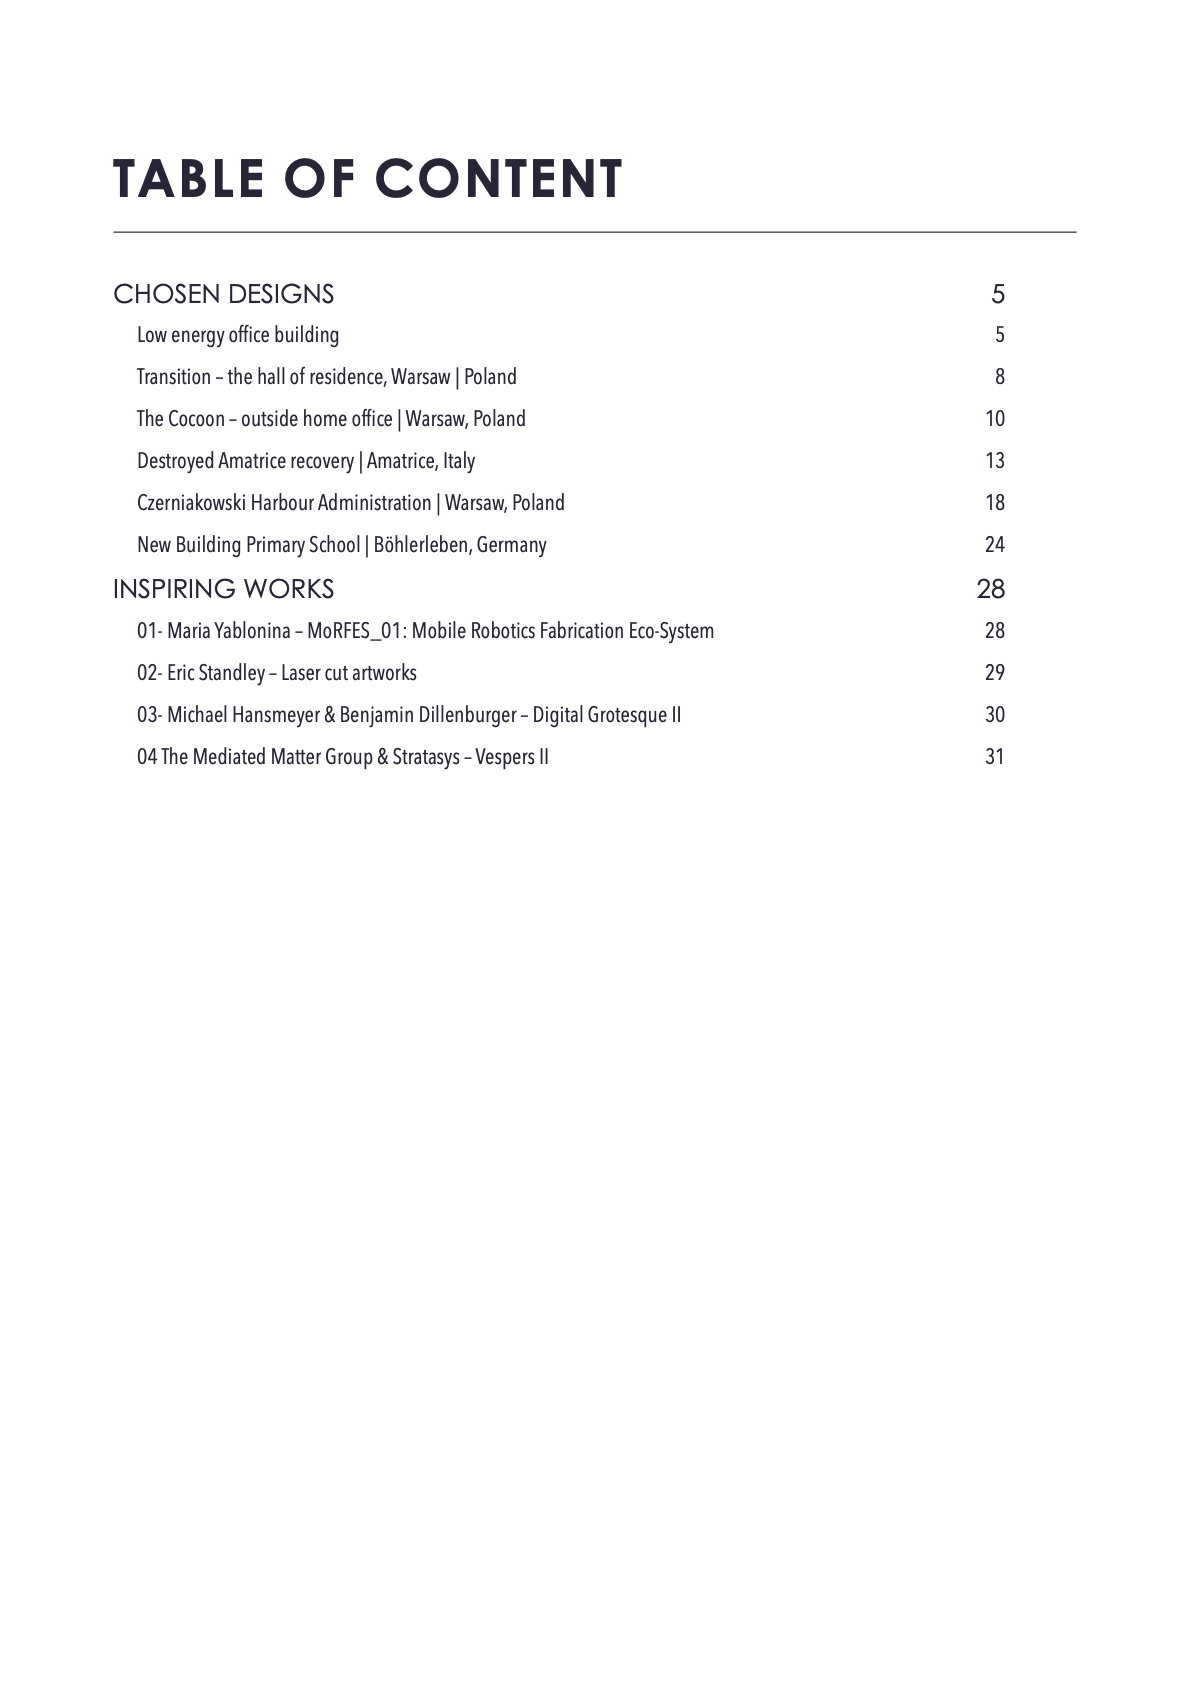 TABLE OF CONTENT
CHOSEN DESIGNS 5
Low energy office building 5
Transition – the hall of residence, Warsaw | Poland 8
The Cocoon – outside home office | Warsaw, Poland 10
Destroyed Amatrice recovery | Amatrice, Italy 13
Czerniakowski Harbour Administration | Warsaw, Poland 18
New Building Primary School | Böhlerleben, Germany 24
INSPIRING WORKS 28
01- Maria Yablonina – MoRFES_01: Mobile Robotics Fabrication Eco-System 28
02- Eric Standley – Laser cut artworks 29
03- Michael Hansmeyer & Benjamin Dillenburger – Digital Grotesque II 30
04 The Mediated Matter Group & Stratasys – Vespers II 31